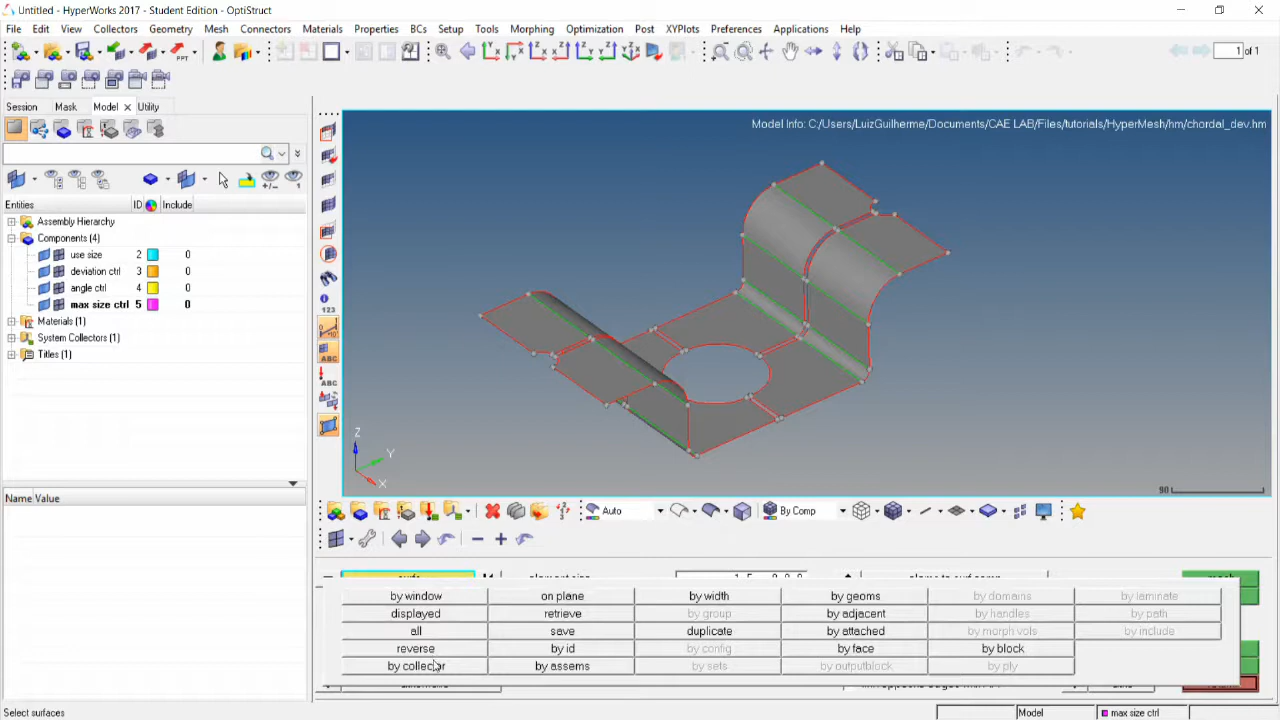 Untitled - HyperWorks 2017 - Student Edition - OptiStruct
File Edit View Collectors Geometry Mesh Connectors Materials Properties BCs Setup Tools Morphing Optimization Post XYPlots Preferences Applications Help
1 of 1
Session Mask Model Utility
Model Info: C:/Users/LuizGuilherme/Documents/CAE LAB/Files/tutorials/HyperMesh/hm/chordal_dev.hm
Entities ID Include
Assembly Hierarchy
Components (4)
use size 2 0
deviation ctrl 3 0
angle ctrl 4 0
max size ctrl 5 0
Materials (1)
System Collectors (1)
Titles (1)
123
ABC
ABC
Z
Y
X
90
Name Value
Auto
By Comp
by window on plane by width by geoms by domains by laminate
displayed retrieve by group by adjacent by handles by path
all save duplicate by attached by morph vols by include
reverse by id by config by face by block
by collector by assems by sets by outputblock by ply
Select surfaces
Model
max size ctrl